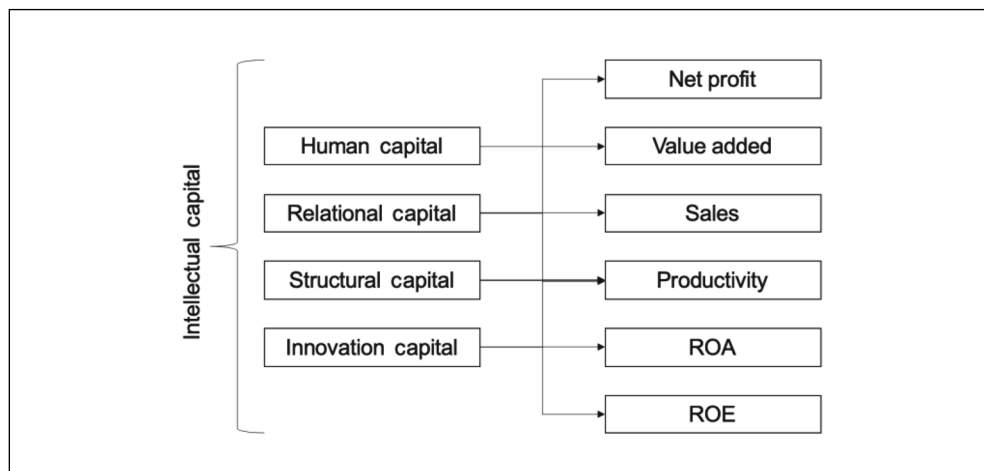 Intellectual capital
Human capital
Relational capital
Structural capital
Innovation capital
Net profit
Value added
Sales
Productivity
ROA
ROE